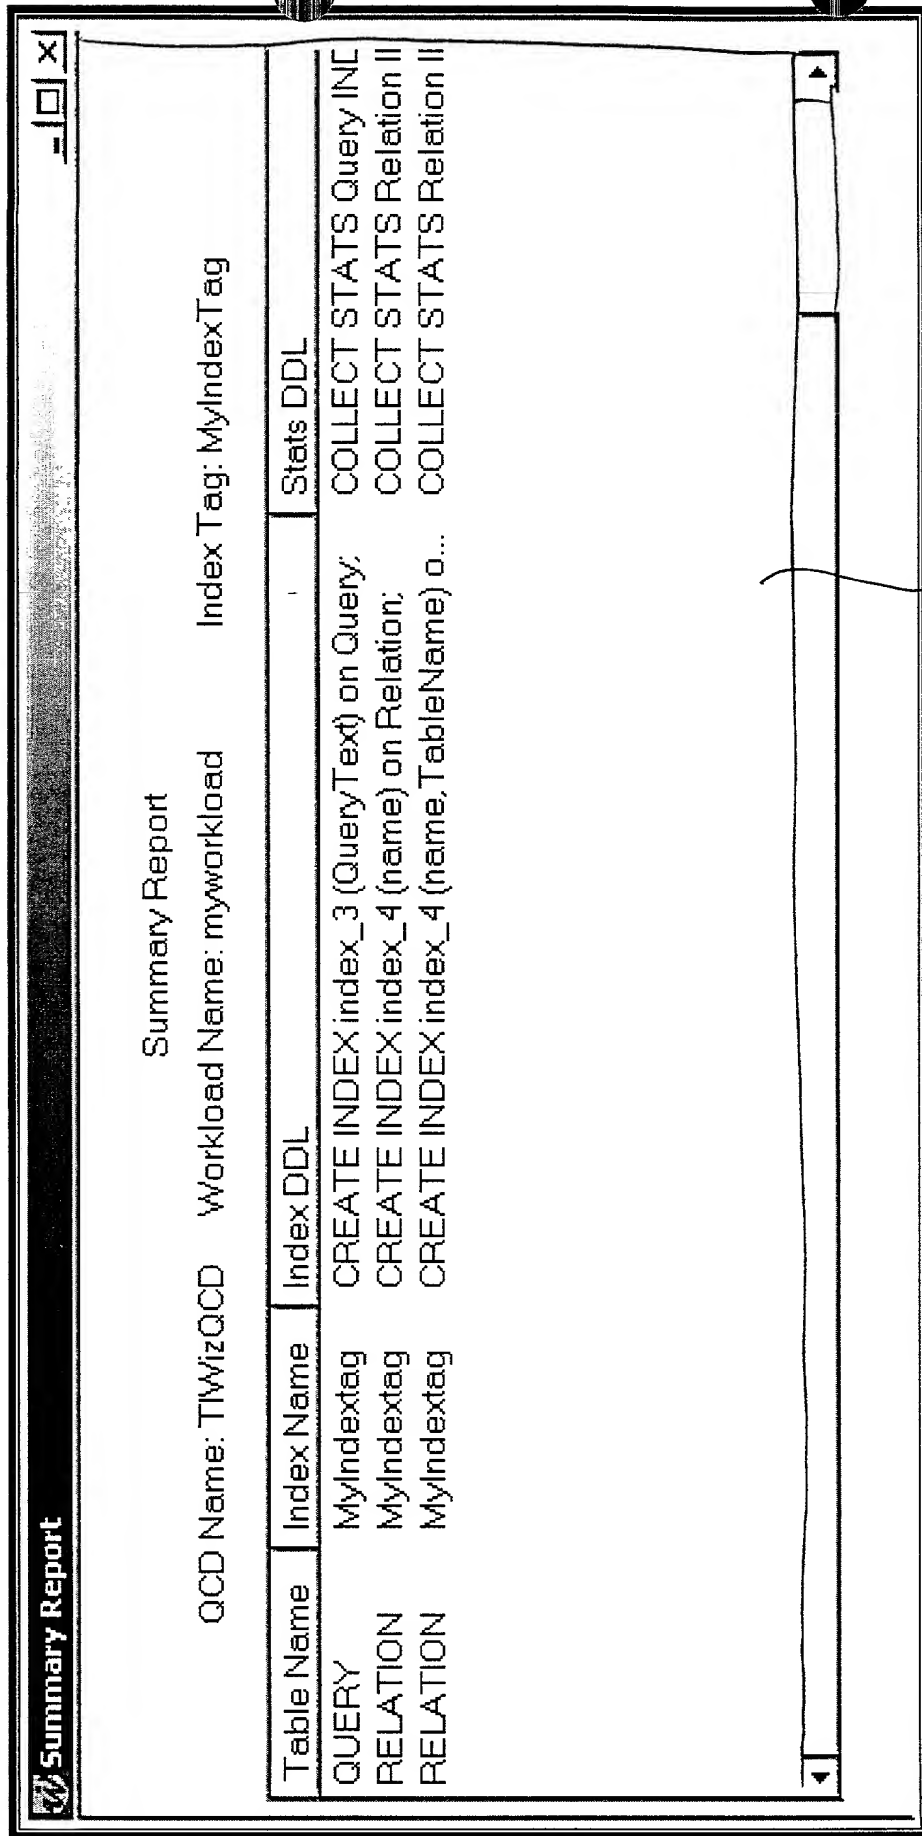 Summary Report
Summary Report
QCD Name: TIWizQCD Workload Name: myworkload Index Tag: MyIndexTag
Table Name Index Name Index DDL Stats DDL
QUERY MyIndextag CREATE INDEX index_3 (QueryText) on Query; COLLECT STATS Query IND
RELATION MyIndextag CREATE INDEX index_4 (name) on Relation; COLLECT STATS Relation II
RELATION MyIndextag CREATE INDEX index_4 (name,TableName) o... COLLECT STATS Relation II